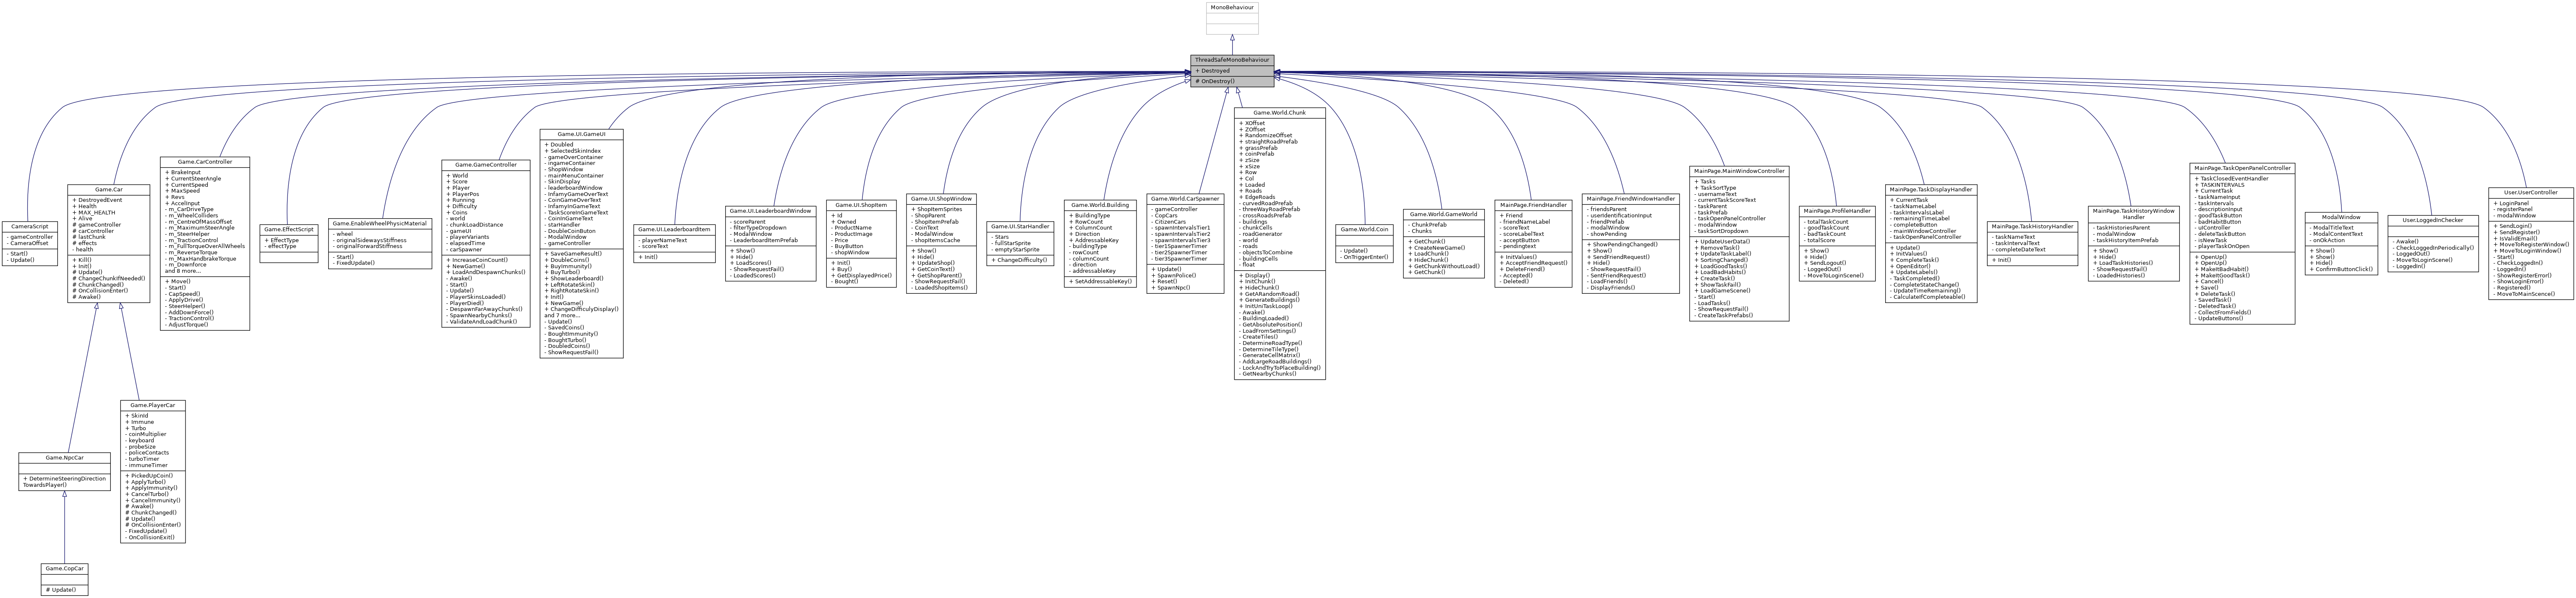 MonoBehaviour
ThreadSafeMonoBehaviour
+ Destroyed
# OnDestroy()
CameraScript
- gameController
- CameraOffset
- Start()
- Update()
Game.Car
+ DestroyedEvent
+ Health
+ MAX_HEALTH
+ Alive
# gameController
# carController
# lastChunk
# effects
- health
+ Kill()
+ Init()
# Update()
# ChangeChunkIfNeeded()
# ChunkChanged()
# OnCollisionEnter()
# Awake()
Game.CarController
+ BrakeInput
+ CurrentSteerAngle
+ CurrentSpeed
+ MaxSpeed
+ Revs
+ AccelInput
- m_CarDriveType
- m_WheelColliders
- m_CentreOfMassOffset
- m_MaximumSteerAngle
- m_SteerHelper
- m_TractionControl
- m_FullTorqueOverAllWheels
- m_ReverseTorque
- m_MaxHandbrakeTorque
- m_Downforce
and 8 more...
+ Move()
- Start()
- CapSpeed()
- ApplyDrive()
- SteerHelper()
- AddDownForce()
- TractionControl()
- AdjustTorque()
Game.EffectScript
+ EffectType
- effectType
Game.EnableWheelPhysicMaterial
- wheel
- originalSidewaysStiffness
- originalForwardStiffness
- Start()
- FixedUpdate()
Game.GameController
+ World
+ Score
+ Player
+ PlayerPos
+ Running
+ Difficulty
+ Coins
- world
- chunkLoadDistance
- gameUI
- playerVariants
- elapsedTime
- carSpawner
+ IncreaseCoinCount()
+ NewGame()
+ LoadAndDespawnChunks()
- Awake()
- Start()
- Update()
- PlayerSkinsLoaded()
- PlayerDied()
- DespawnFarAwayChunks()
- SpawnNearbyChunks()
- ValidateAndLoadChunk()
Game.UI.GameUI
+ Doubled
+ SelectedSkinIndex
- gameOverContainer
- ingameContainer
- ShopWindow
- mainMenuContainer
- SkinDisplay
- leaderboardWindow
- InfamyGameOverText
- CoinGameOverText
- InfamyInGameText
- TaskScoreInGameText
- CoinInGameText
- starHandler
- DoubleCoinButon
- ModalWindow
- gameController
+ SaveGameResult()
+ DoubleCoins()
+ BuyImmunity()
+ BuyTurbo()
+ ShowLeaderboard()
+ LeftRotateSkin()
+ RightRotateSkin()
+ Init()
+ NewGame()
+ ChangeDifficulyDisplay()
and 7 more...
- Update()
- SavedCoins()
- BoughtImmunity()
- BoughtTurbo()
- DoubledCoins()
- ShowRequestFail()
Game.UI.LeaderboardItem
- playerNameText
- scoreText
+ Init()
Game.UI.LeaderboardWindow
- scoreParent
- filterTypeDropdown
- ModalWindow
- LeaderboardItemPrefab
+ Show()
+ Hide()
+ LoadScores()
- ShowRequestFail()
- LoadedScores()
Game.UI.ShopItem
+ Id
+ Owned
- ProductName
- ProductImage
- Price
- BuyButton
- shopWindow
+ Init()
+ Buy()
+ GetDisplayedPrice()
- Bought()
Game.UI.ShopWindow
+ ShopItemSprites
- ShopParent
- ShopItemPrefab
- CoinText
- ModalWindow
- shopItemsCache
+ Show()
+ Hide()
+ UpdateShop()
+ GetCoinText()
+ GetShopParent()
- ShowRequestFail()
- LoadedShopItems()
Game.UI.StarHandler
- Stars
- fullStarSprite
- emptyStarSprite
+ ChangeDifficulty()
Game.World.Building
+ BuildingType
+ RowCount
+ ColumnCount
+ Direction
+ AddressableKey
- buildingType
- rowCount
- columnCount
- direction
- addressableKey
+ SetAddressableKey()
Game.World.CarSpawner
- gameController
- CopCars
- CitizenCars
- spawnIntervalsTier1
- spawnIntervalsTier2
- spawnIntervalsTier3
- tier1SpawnerTimer
- tier2SpawnerTimer
- tier3SpawnerTimer
+ Update()
+ SpawnPolice()
+ Reset()
+ SpawnNpc()
Game.World.Chunk
+ XOffset
+ ZOffset
+ RandomizeOffset
+ straightRoadPrefab
+ grassPrefab
+ coinPrefab
+ zSize
+ xSize
+ Row
+ Col
+ Loaded
+ Roads
+ EdgeRoads
- curvedRoadPrefab
- threeWayRoadPrefab
- crossRoadsPrefab
- buildings
- chunkCells
- roadGenerator
- world
- roads
- objectsToCombine
- buildingCells
- float
+ Display()
+ InitChunk()
+ HideChunk()
+ GetARandomRoad()
+ GenerateBuildings()
+ InitUniTaskLoop()
- Awake()
- BuildingLoaded()
- GetAbsolutePosition()
- LoadFromSettings()
- CreateTiles()
- DetermineRoadType()
- DetermineTileType()
- GenerateCellMatrix()
- AddLargeRoadBuildings()
- LockAndTryToPlaceBuilding()
- GetNearbyChunks()
Game.World.Coin
- Update()
- OnTriggerEnter()
Game.World.GameWorld
- ChunkPrefab
- Chunks
+ GetChunk()
+ CreateNewGame()
+ LoadChunk()
+ HideChunk()
+ GetChunkWithoutLoad()
+ GetChunk()
MainPage.FriendHandler
+ Friend
- friendNameLabel
- scoreText
- scoreLabelText
- acceptButton
- pendingtext
+ InitValues()
+ AcceptFriendRequest()
+ DeleteFriend()
- Accepted()
- Deleted()
MainPage.FriendWindowHandler
- friendsParent
- userIdentificationInput
- friendPrefab
- modalWindow
- showPending
+ ShowPendingChanged()
+ Show()
+ SendFriendRequest()
+ Hide()
- ShowRequestFail()
- SentFriendRequest()
- LoadFriends()
- DisplayFriends()
MainPage.MainWindowController
+ Tasks
+ TaskSortType
- usernameText
- currentTaskScoreText
- taskParent
- taskPrefab
- taskOpenPanelController
- modalWindow
- taskSortDropdown
+ UpdateUserData()
+ RemoveTask()
+ UpdateTaskLabel()
+ SortingChanged()
+ LoadGoodTasks()
+ LoadBadHabits()
+ CreateTask()
+ ShowTaskFail()
+ LoadGameScene()
- Start()
- LoadTasks()
- ShowRequestFail()
- CreateTaskPrefabs()
MainPage.ProfileHandler
- totalTaskCount
- goodTaskCount
- badTaskCount
- totalScore
+ Show()
+ Hide()
+ SendLogout()
- LoggedOut()
- MoveToLoginScene()
MainPage.TaskDisplayHandler
+ CurrentTask
- taskNameLabel
- taskIntervalsLabel
- remainingTimeLabel
- completeButton
- mainWindowController
- taskOpenPanelController
+ Update()
+ InitValues()
+ CompleteTask()
+ OpenEditor()
+ UpdateLabels()
- TaskCompleted()
- CompleteStateChange()
- UpdateTimeRemaining()
- CalculateIfCompleteable()
MainPage.TaskHistoryHandler
- taskNameText
- taskIntervalText
- completeDateText
+ Init()
MainPage.TaskHistoryWindow
Handler
- taskHistoriesParent
- modalWindow
- taskHistoryItemPrefab
+ Show()
+ Hide()
+ LoadTaskHistories()
- ShowRequestFail()
- LoadedHistories()
MainPage.TaskOpenPanelController
+ TaskClosedEventHandler
+ TASKINTERVALS
+ CurrentTask
- taskNameInput
- taskIntervals
- descriptionInput
- goodTaskButton
- badHabitButton
- uiController
- deleteTaskButton
- isNewTask
- playerTaskOnOpen
+ OpenUp()
+ OpenUp()
+ MakeItBadHabit()
+ MakeItGoodTask()
+ Cancel()
+ Save()
+ DeleteTask()
- SavedTask()
- DeletedTask()
- CollectFromFields()
- UpdateButtons()
ModalWindow
- ModalTitleText
- ModalContentText
- onOkAction
+ Show()
+ Show()
+ Hide()
+ ConfirmButtonClick()
User.LoggedInChecker
- Awake()
- CheckLoggedInPeriodically()
- LoggedOut()
- MoveToLoginScene()
- LoggedIn()
User.UserController
+ LoginPanel
- registerPanel
- modalWindow
+ SendLogin()
+ SendRegister()
+ IsValidEmail()
+ MoveToRegisterWindow()
+ MoveToLoginWindow()
- Start()
- CheckLoggedIn()
- LoggedIn()
- ShowRegisterError()
- ShowLoginError()
- Registered()
- MoveToMainScence()
Game.NpcCar
+ DetermineSteeringDirection
TowardsPlayer()
Game.PlayerCar
+ SkinId
+ Immune
+ Turbo
- coinMultiplier
- keyboard
- probeSize
- policeContacts
- turboTimer
- immuneTimer
+ PickedUpCoin()
+ ApplyTurbo()
+ ApplyImmunity()
+ CancelTurbo()
+ CancelImmunity()
# Awake()
# ChunkChanged()
# Update()
# OnCollisionEnter()
- FixedUpdate()
- OnCollisionExit()
Game.CopCar
# Update()